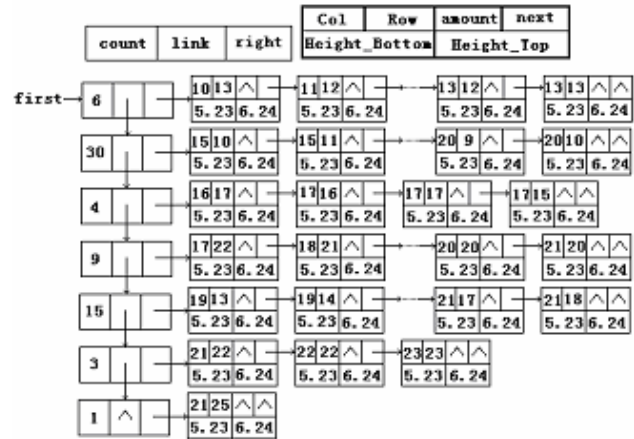 Col Row amount next
count link right Height_Bottom Height_Top
first 6 10 13 ^ 11 12 ^ 13 12 ^ 13 13 ^ ^
5.23 6.24 5.23 6.24 5.23 6.24 5.23 6.24
30 15 10 ^ 15 11 ^ 20 9 ^ 20 10 ^ ^
5.23 6.24 5.23 6.24 5.23 6.24 5.23 6.24
4 16 17 ^ 17 16 ^ 17 17 ^ 17 15 ^ ^
5.23 6.24 5.23 6.24 5.23 6.24 5.23 6.24
9 17 22 ^ 18 21 ^ 20 20 ^ 21 20 ^ ^
5.23 6.24 5.23 6.24 5.23 6.24 5.23 6.24
15 19 13 ^ 19 14 ^ 21 17 ^ 21 18 ^ ^
5.23 6.24 5.23 6.24 5.23 6.24 5.23 6.24
3 21 22 ^ 22 22 ^ 23 23 ^ ^
5.23 6.24 5.23 6.24 5.23 6.24
1 ^ 21 25 ^ ^
5.23 6.24